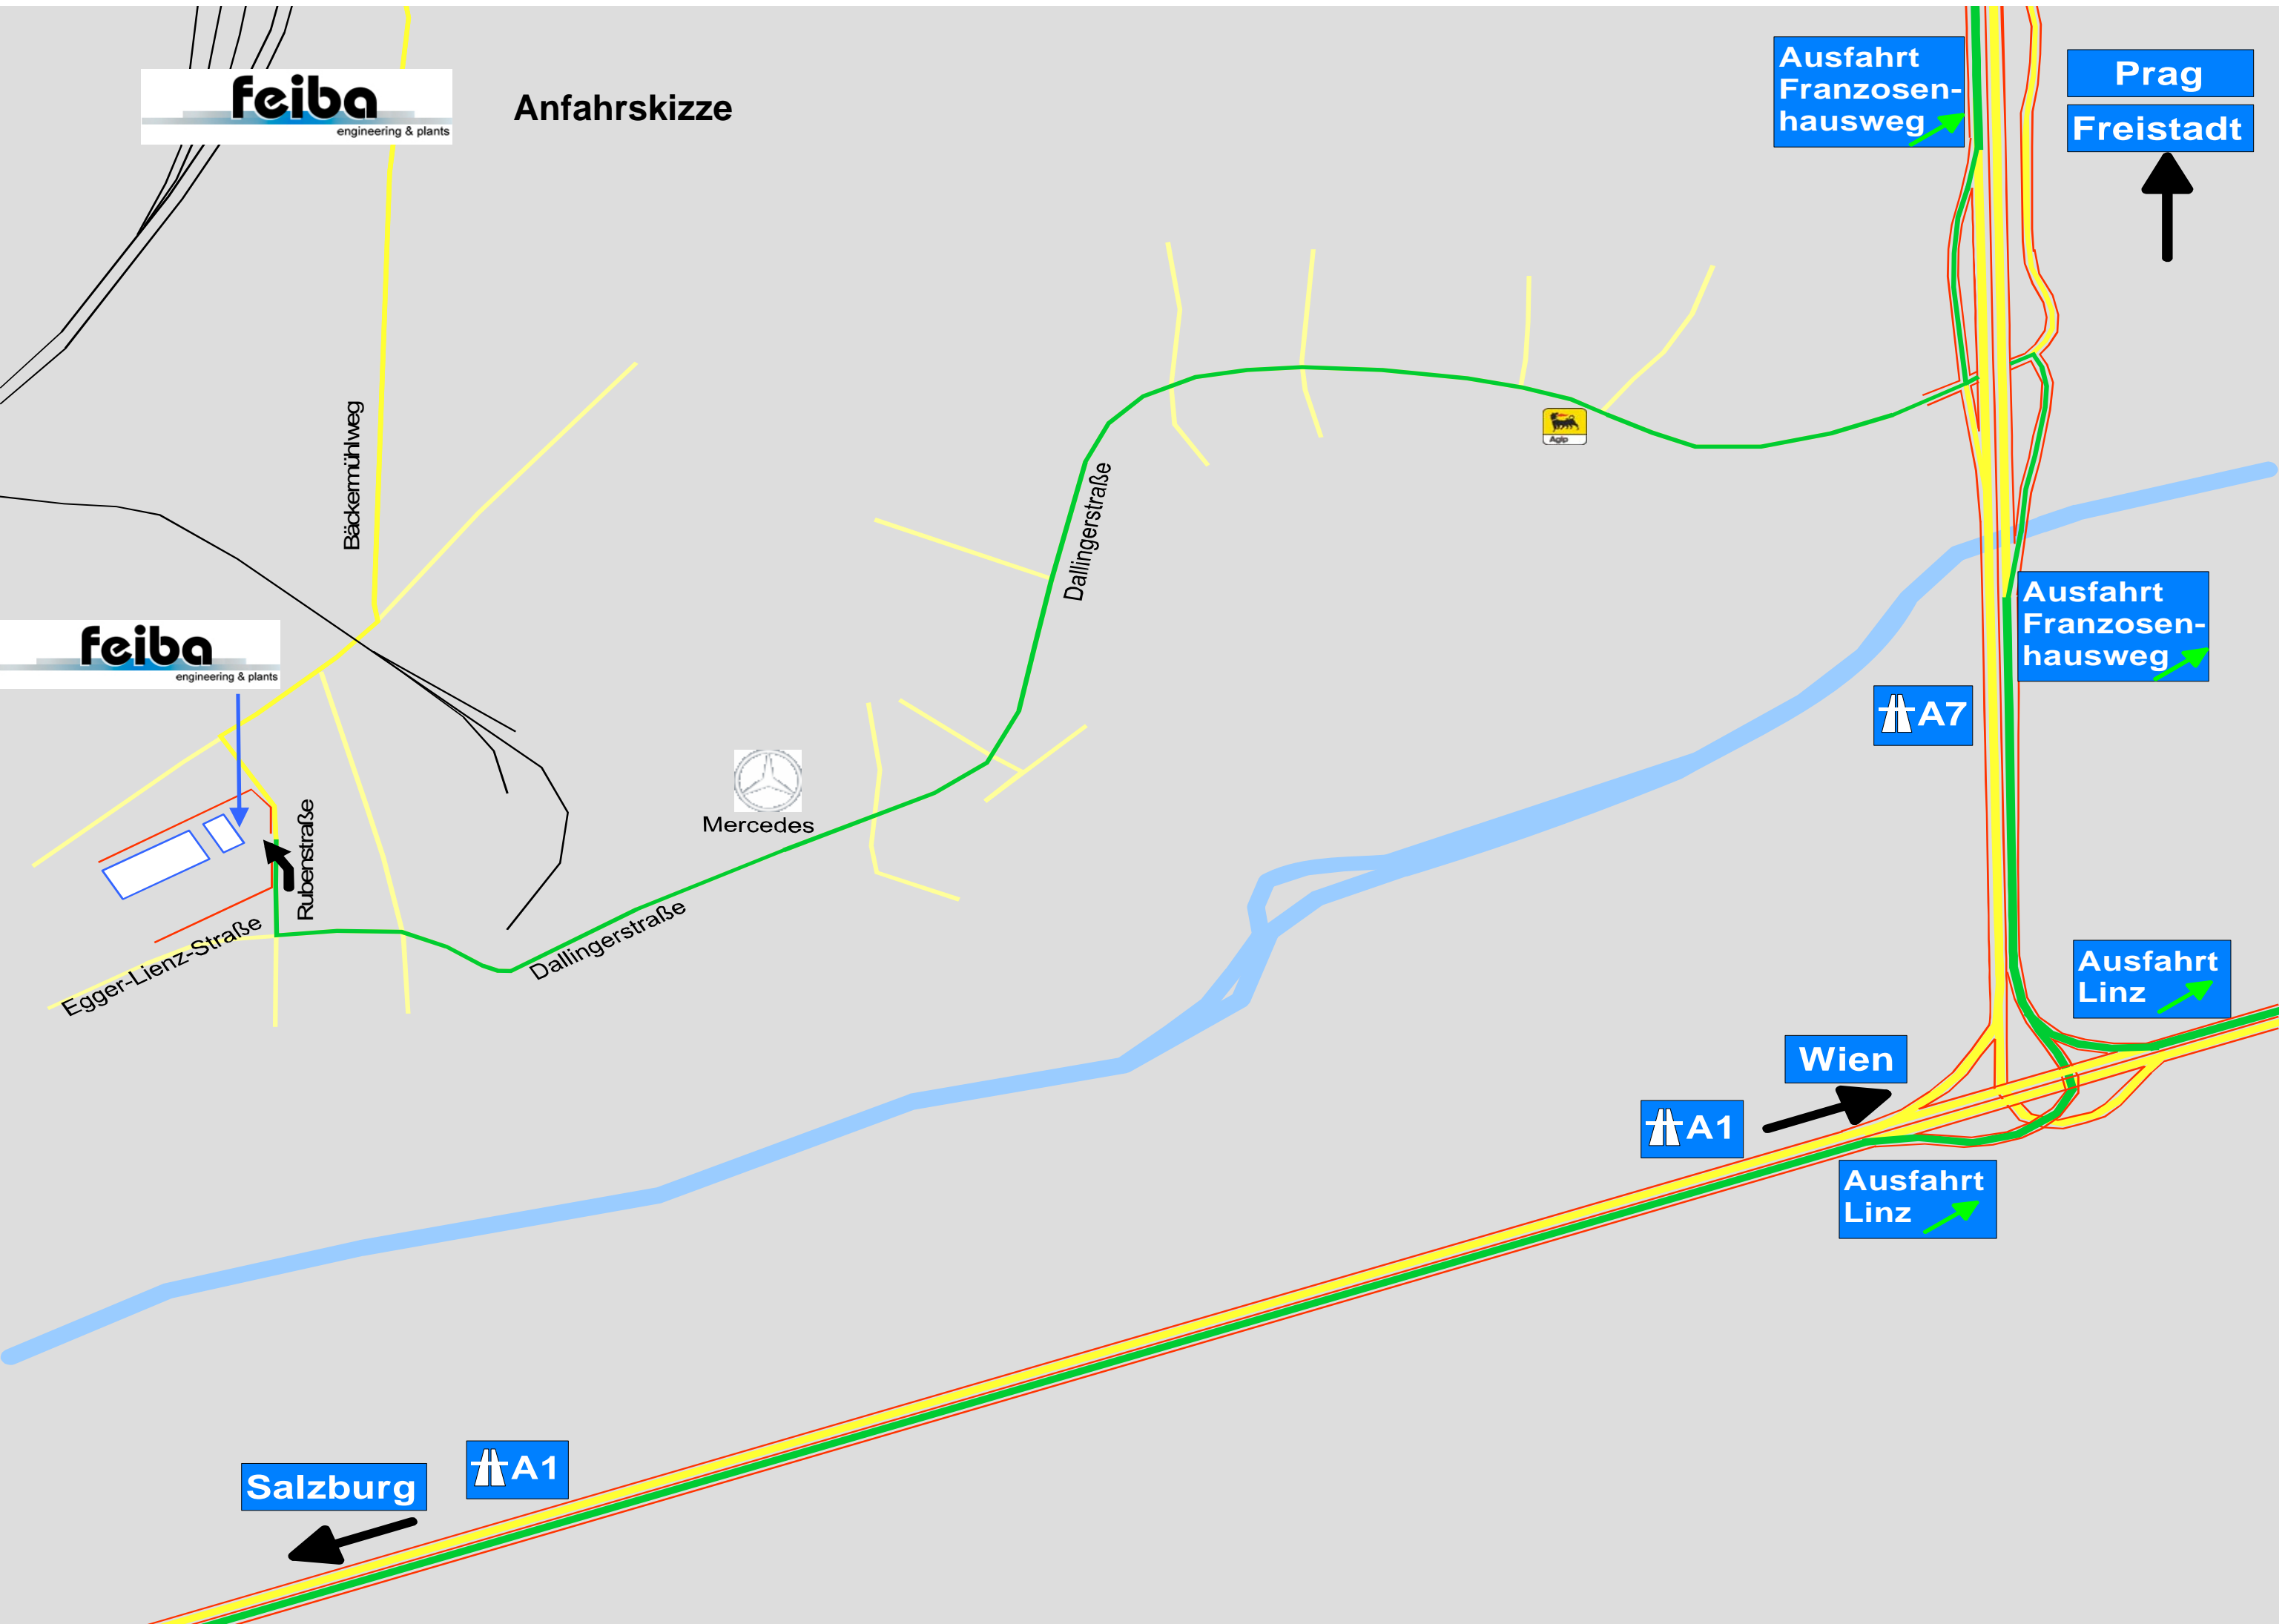 feiba
engineering & plants
Anfahrskizze
Ausfahrt
Franzosen-
hausweg
Prag
Freistadt
Bäckermühlweg
Agip
Dallingerstraße
feiba
engineering & plants
Ausfahrt
Franzosen-
hausweg
A7
Mercedes
Rubenstraße
Egger-Lienz-Straße
Dallingerstraße
Ausfahrt
Linz
Wien
A1
Ausfahrt
Linz
A1
Salzburg